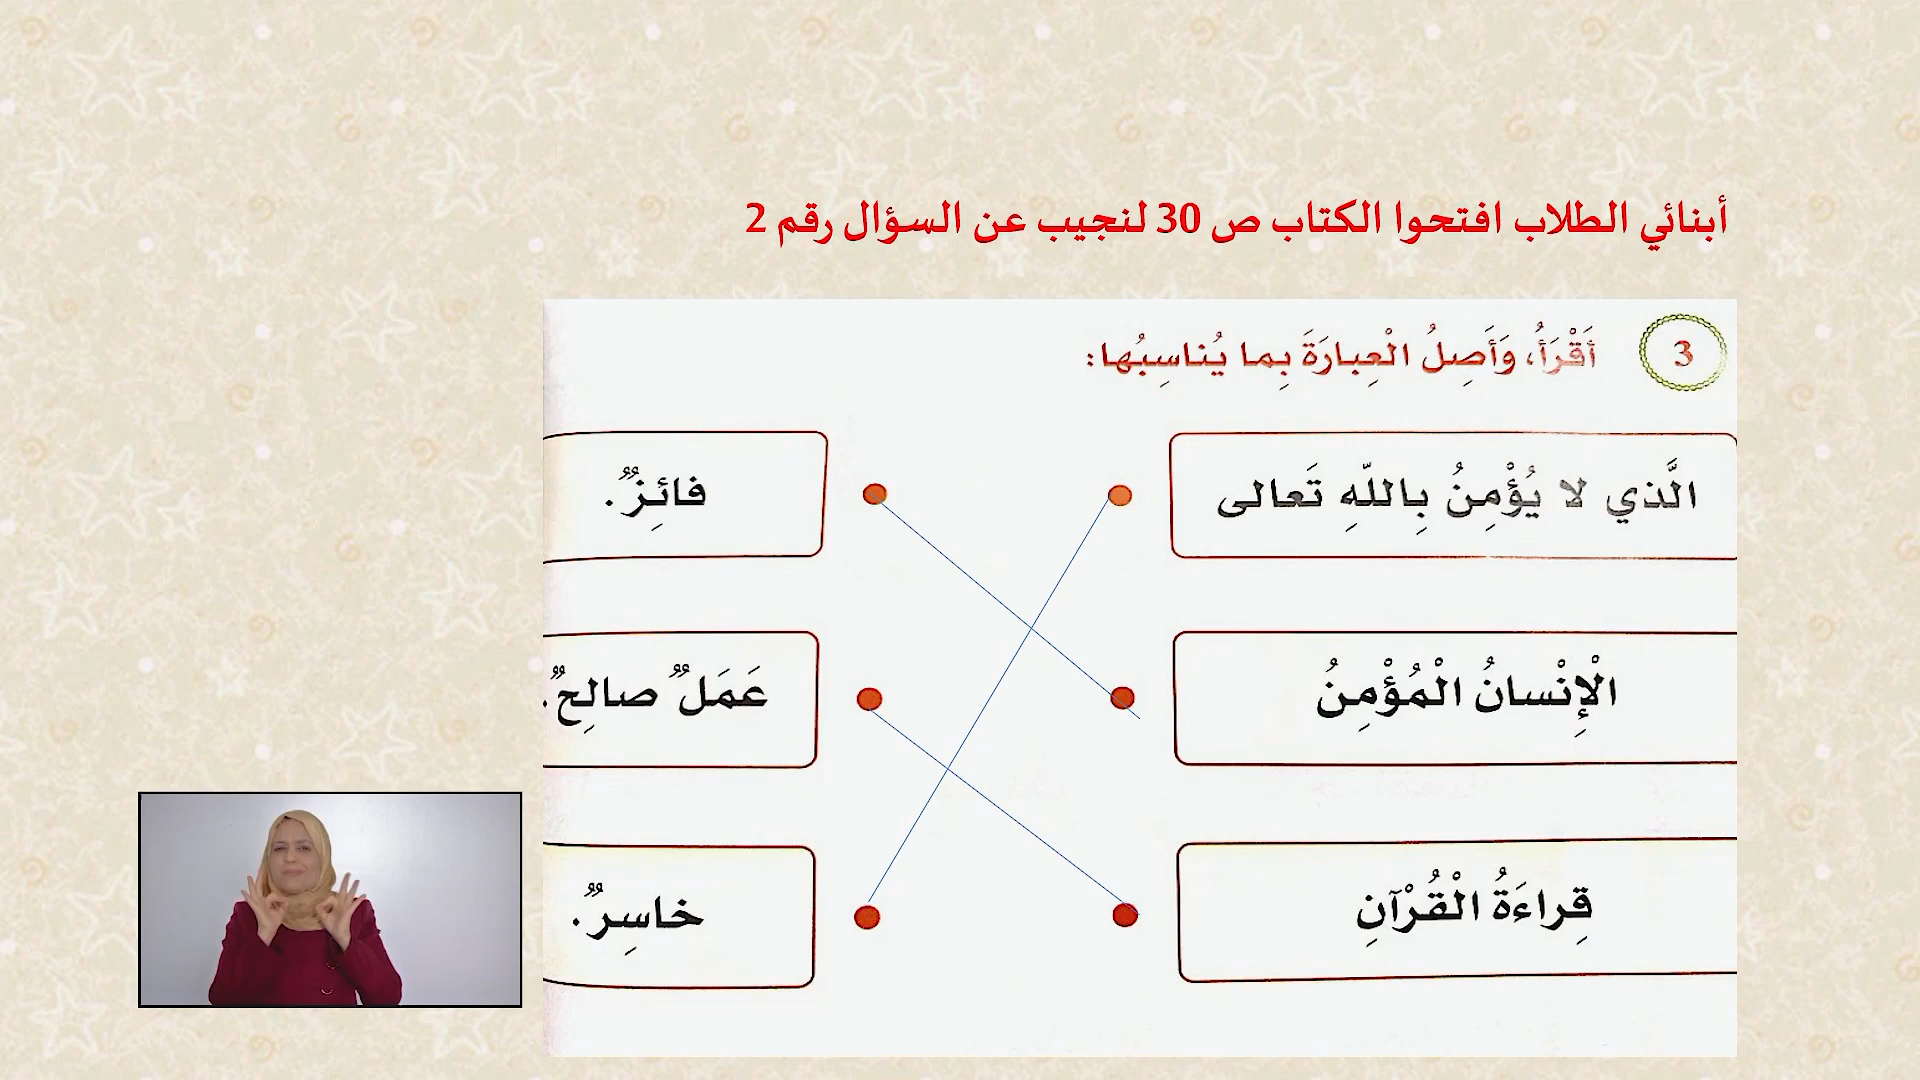 أبنائي الطلاب افتحوا الكتاب ص 30 لنجيب عن السؤال رقم 2
3 أَقْرَأُ، وَأَصِلُ الْعِبارَةَ بِما يُناسِبُها:
الَّذي لا يُؤْمِنُ بِاللّهِ تَعالى
فائِزٌ.
الْإِنْسانُ الْمُؤْمِنُ
عَمَلٌ صالِحٌ.
قِراءَةُ الْقُرْآنِ
خاسِرٌ.